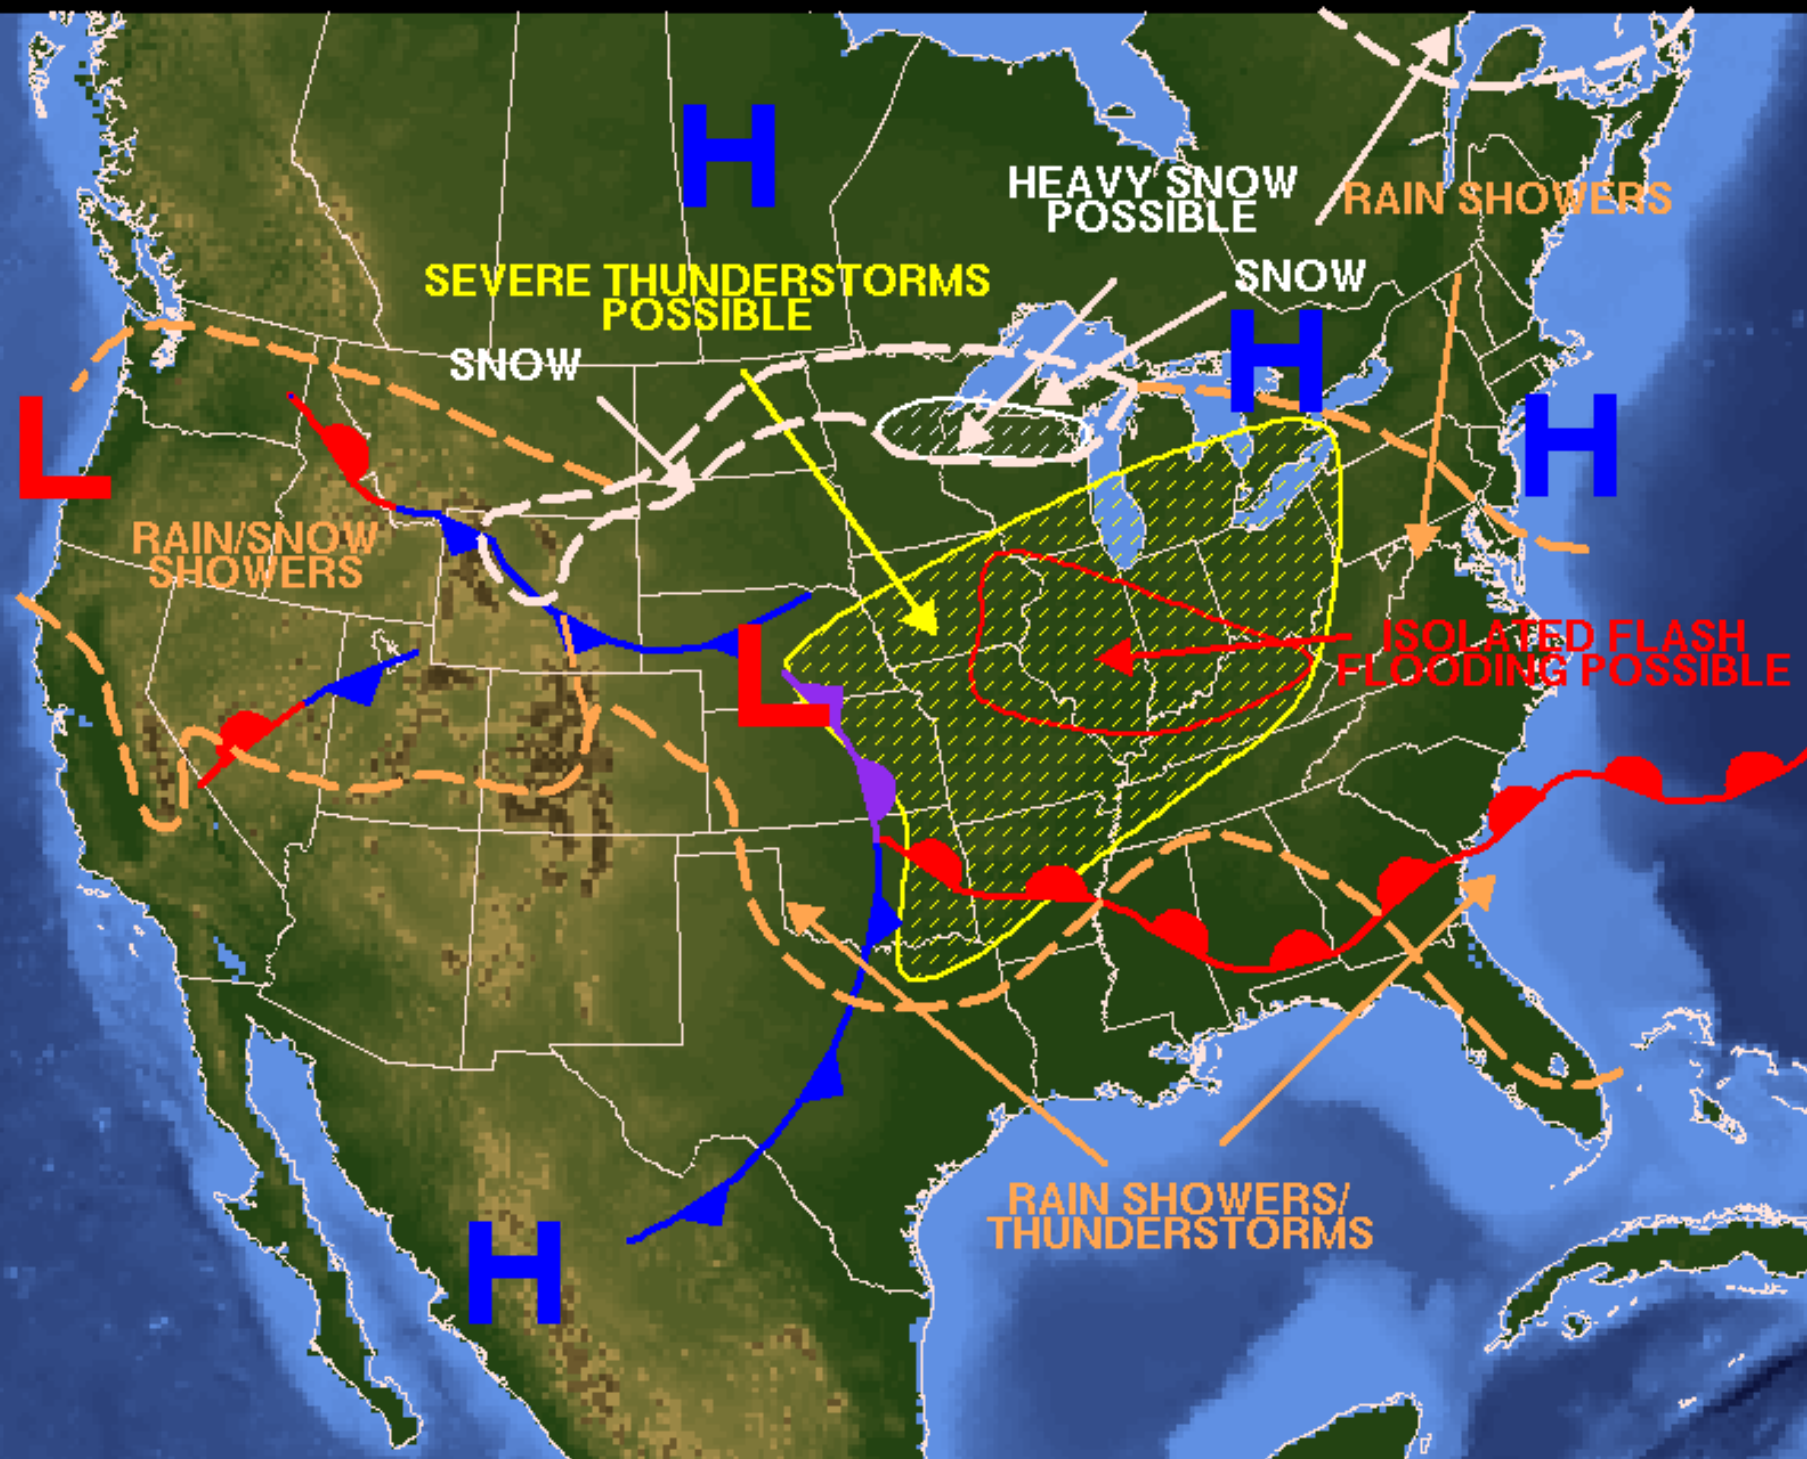 H
HEAVY SNOW
POSSIBLE
RAIN SHOWERS
SEVERE THUNDERSTORMS
POSSIBLE
SNOW
SNOW
H
L
H
RAIN/SNOW
SHOWERS
ISOLATED FLASH
FLOODING POSSIBLE
L
RAIN SHOWERS/
THUNDERSTORMS
H